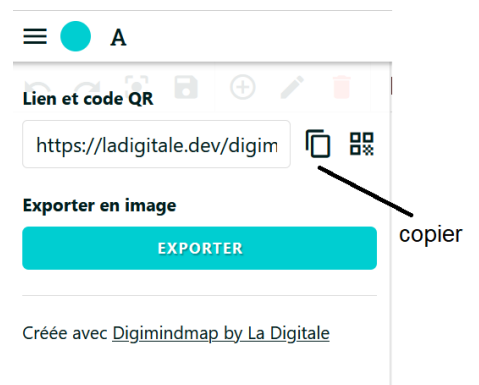 A
Lien et code QR
https://ladigitale.dev/digim
Exporter en image
copier
EXPORTER
Créée avec Digimindmap by La Digitale